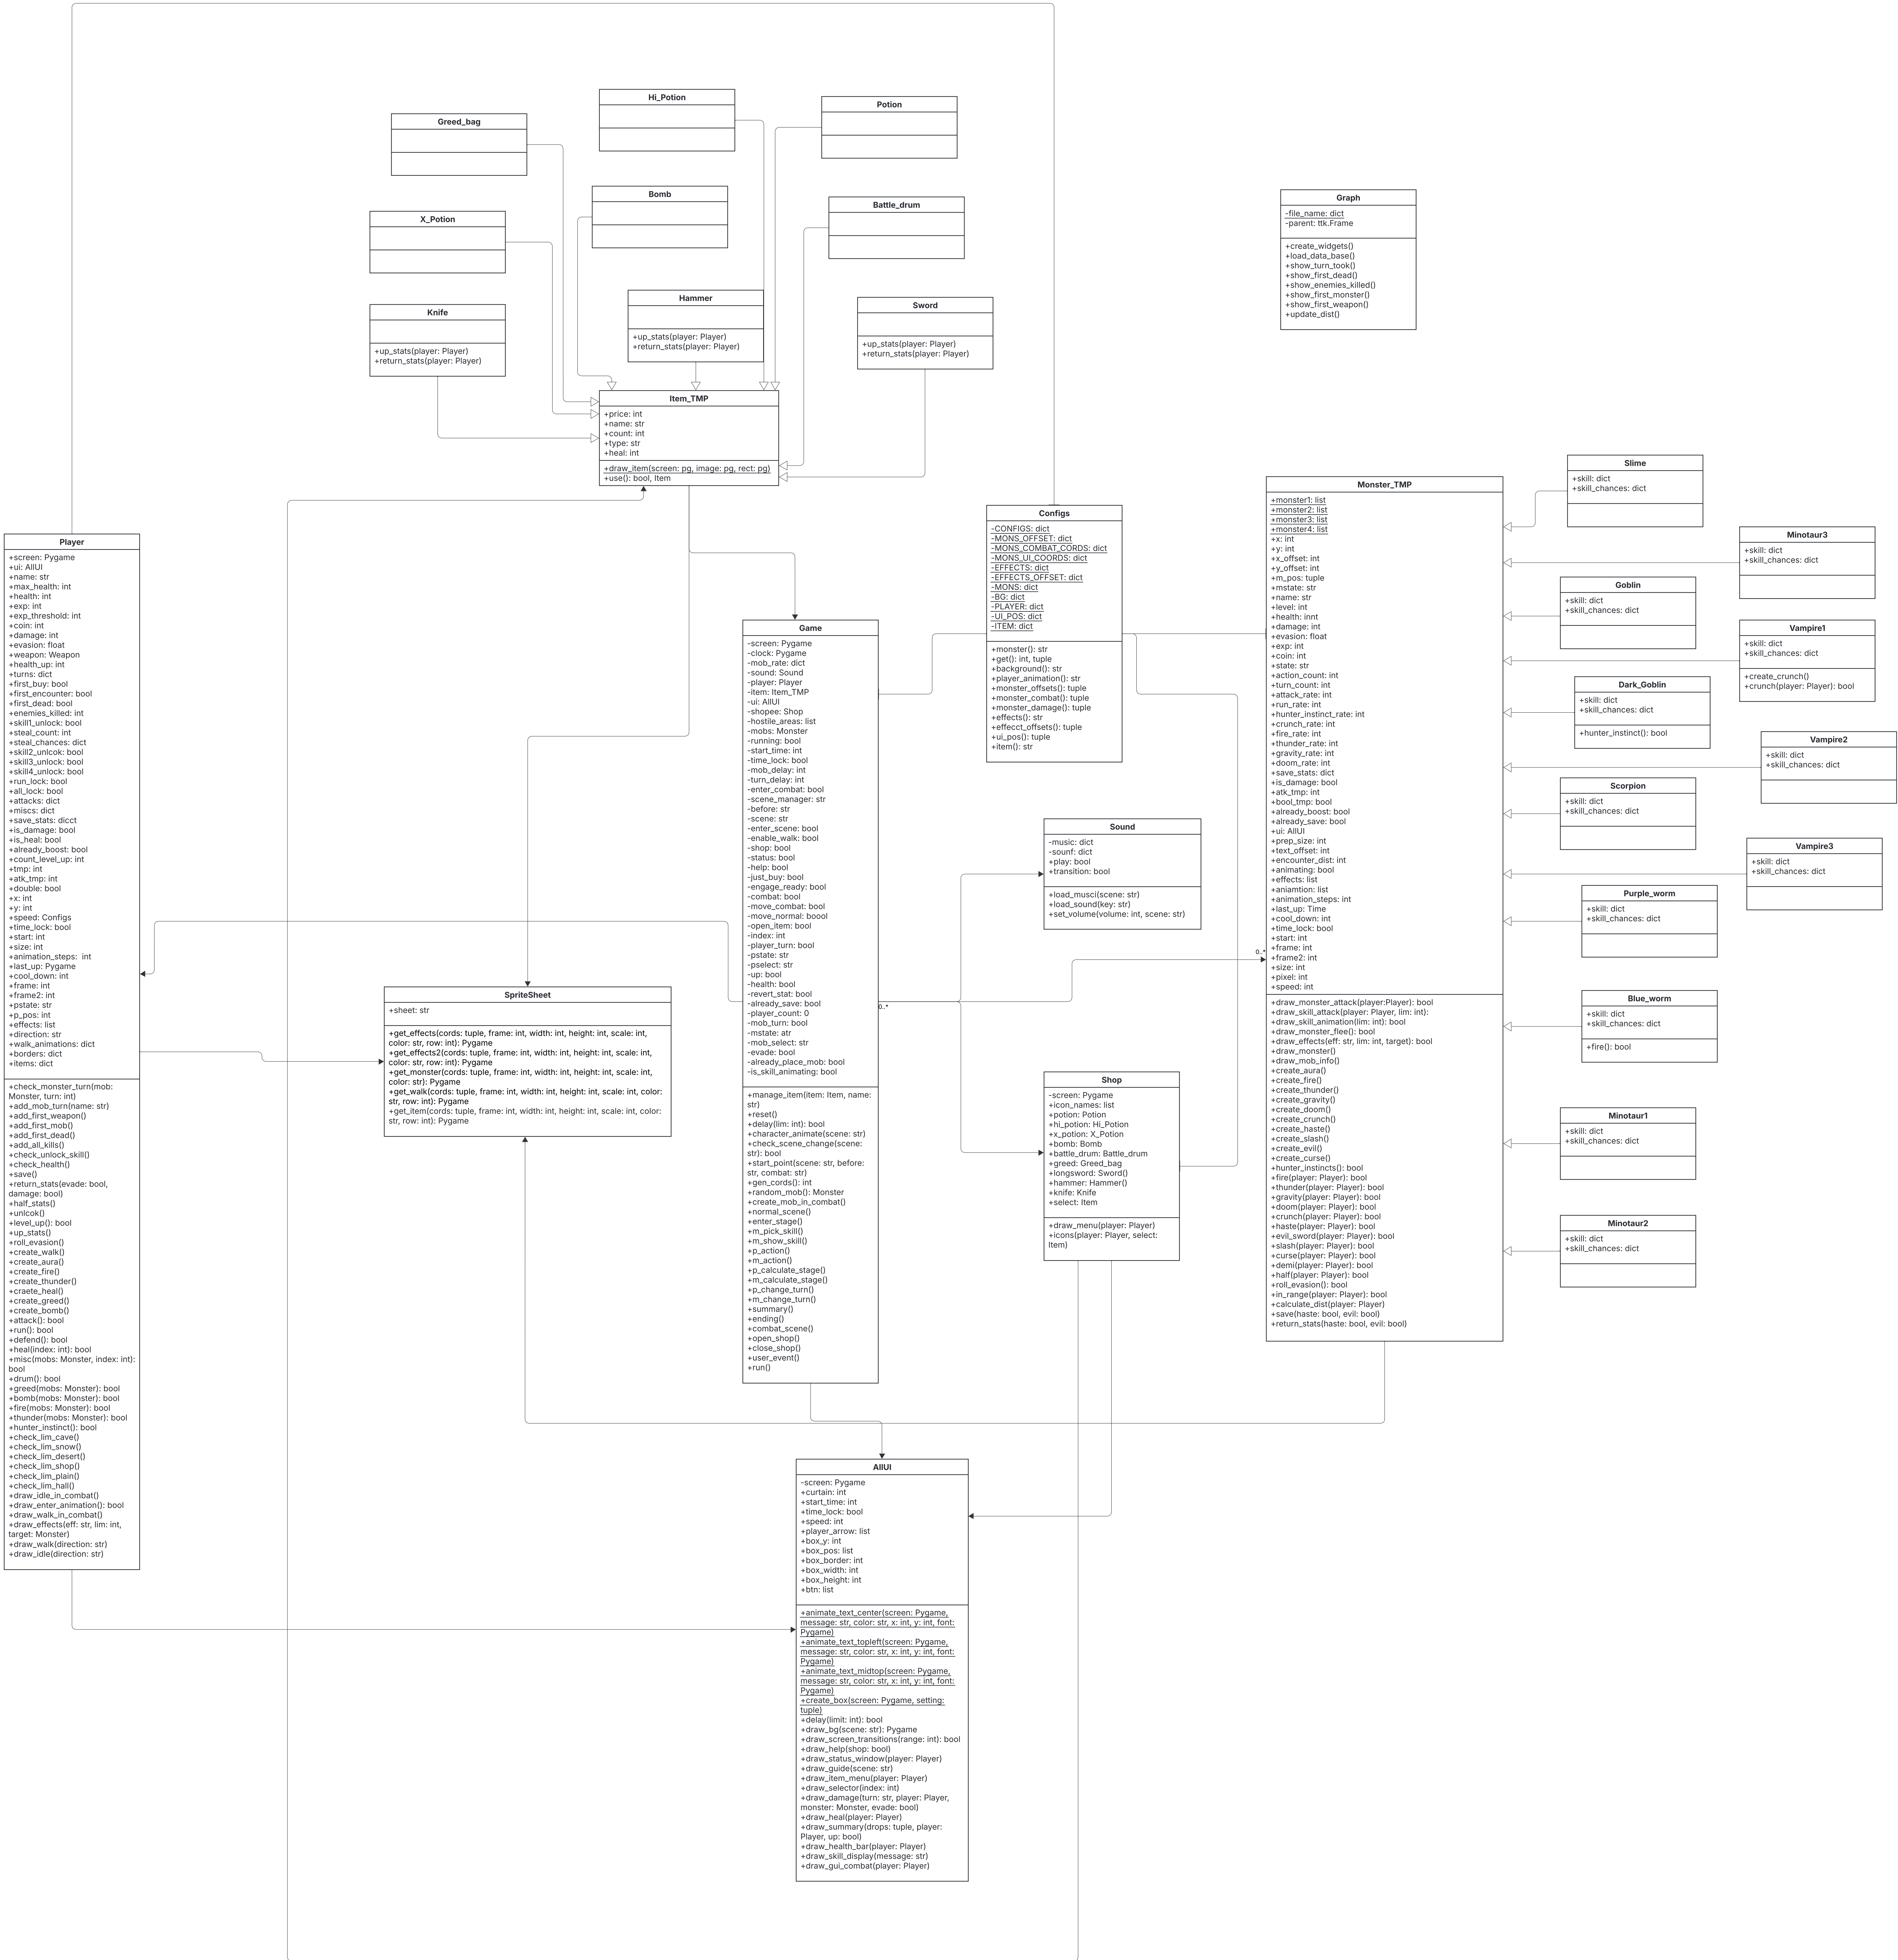 Hi_Potion
Potion
Greed_bag
Bomb
Battle_drum
X_Potion
Graph
-file_name: dict
-parent: ttk.Frame
+create_widgets()
+load_data_base()
+show_turn_took()
+show_first_dead()
+show_enemies_killed()
+show_first_monster()
+show_first_weapon()
+update_dist()
Hammer
+up_stats(player: Player)
+return_stats(player: Player)
Sword
+up_stats(player: Player)
+return_stats(player: Player)
Knife
+up_stats(player: Player)
+return_stats(player: Player)
Item_TMP
+price: int
+name: str
+count: int
+type: str
+heal: int
+draw_item(screen: pg, image: pg, rect: pg)
+use(): bool, Item
Player
+screen: Pygame
+ui: AllUI
+name: str
+max_health: int
+health: int
+exp: int
+exp_threshold: int
+coin: int
+damage: int
+evasion: float
+weapon: Weapon
+health_up: int
+turns: dict
+first_buy: bool
+first_encounter: bool
+first_dead: bool
+enemies_killed: int
+skill1_unlock: bool
+steal_count: int
+steal_chances: dict
+skill2_unlcok: bool
+skill3_unlock: bool
+skill4_unlock: bool
+run_lock: bool
+all_lock: bool
+attacks: dict
+miscs: dict
+save_stats: dicct
+is_damage: bool
+is_heal: bool
+already_boost: bool
+count_level_up: int
+tmp: int
+atk_tmp: int
+double: bool
+x: int
+y: int
+speed: Configs
+time_lock: bool
+start: int
+size: int
+animation_steps:  int
+last_up: Pygame
+cool_down: int
+frame: int
+frame2: int
+pstate: str
+p_pos: int
+effects: list
+direction: str
+walk_animations: dict
+borders: dict
+items: dict
+check_monster_turn(mob:
Monster, turn: int)
+add_mob_turn(name: str)
+add_first_weapon()
+add_first_mob()
+add_first_dead()
+add_all_kills()
+check_unlock_skill()
+check_health()
+save()
+return_stats(evade: bool,
damage: bool)
+half_stats()
+unlcok()
+level_up(): bool
+up_stats()
+roll_evasion()
+create_walk()
+create_aura()
+create_fire()
+create_thunder()
+craete_heal()
+create_greed()
+create_bomb()
+attack(): bool
+run(): bool
+defend(): bool
+heal(index: int): bool
+misc(mobs: Monster, index: int):
bool
+drum(): bool
+greed(mobs: Monster): bool
+bomb(mobs: Monster): bool
+fire(mobs: Monster): bool
+thunder(mobs: Monster): bool
+hunter_instinct(): bool
+check_lim_cave()
+check_lim_snow()
+check_lim_desert()
+check_lim_shop()
+check_lim_plain()
+check_lim_hall()
+draw_idle_in_combat()
+draw_enter_animation(): bool
+draw_walk_in_combat()
+draw_effects(eff: str, lim: int,
target: Monster)
+draw_walk(direction: str)
+draw_idle(direction: str)
SpriteSheet
+sheet: str
+get_effects(cords: tuple, frame: int, width: int, height: int, scale: int,
color: str, row: int): Pygame
+get_effects2(cords: tuple, frame: int, width: int, height: int, scale: int,
color: str, row: int): Pygame
+get_monster(cords: tuple, frame: int, width: int, height: int, scale: int,
color: str): Pygame
+get_walk(cords: tuple, frame: int, width: int, height: int, scale: int, color:
str, row: int): Pygame
+get_item(cords: tuple, frame: int, width: int, height: int, scale: int, color:
str, row: int): Pygame
Game
-screen: Pygame
-clock: Pygame
-mob_rate: dict
-sound: Sound
-player: Player
-item: Item_TMP
-ui: AllUI
-shopee: Shop
-hostile_areas: list
-mobs: Monster
-running: bool
-start_time: int
-time_lock: bool
-mob_delay: int
-turn_delay: int
-enter_combat: bool
-scene_manager: str
-before: str
-scene: str
-enter_scene: bool
-enable_walk: bool
-shop: bool
-status: bool
-help: bool
-just_buy: bool
-engage_ready: bool
-combat: bool
-move_combat: bool
-move_normal: boool
-open_item: bool
-index: int
-player_turn: bool
-pstate: str
-pselect: str
-up: bool
-health: bool
-revert_stat: bool
-already_save: bool
-player_count: 0
-mob_turn: bool
-mstate: atr
-mob_select: str
-evade: bool
-already_place_mob: bool
-is_skill_animating: bool
+manage_item(item: Item, name:
str)
+reset()
+delay(lim: int): bool
+character_animate(scene: str)
+check_scene_change(scene:
str): bool
+start_point(scene: str, before:
str, combat: str)
+gen_cords(): int
+random_mob(): Monster
+create_mob_in_combat()
+normal_scene()
+enter_stage()
+m_pick_skill()
+m_show_skill()
+p_action()
+m_action()
+p_calculate_stage()
+m_calculate_stage()
+p_change_turn()
+m_change_turn()
+summary()
+ending()
+combat_scene()
+open_shop()
+close_shop()
+user_event()
+run()
0..*
Configs
-CONFIGS: dict
-MONS_OFFSET: dict
-MONS_COMBAT_CORDS: dict
-MONS_UI_COORDS: dict
-EFFECTS: dict
-EFFECTS_OFFSET: dict
-MONS: dict
-BG: dict
-PLAYER: dict
-UI_POS: dict
-ITEM: dict
+monster(): str
+get(): int, tuple
+background(): str
+player_animation(): str
+monster_offsets(): tuple
+monster_combat(): tuple
+monster_damage(): tuple
+effects(): str
+effecct_offsets(): tuple
+ui_pos(): tuple
+item(): str
Sound
-music: dict
-sounf: dict
+play: bool
+transition: bool
+load_musci(scene: str)
+load_sound(key: str)
+set_volume(volume: int, scene: str)
Shop
-screen: Pygame
+icon_names: list
+potion: Potion
+hi_potion: Hi_Potion
+x_potion: X_Potion
+bomb: Bomb
+battle_drum: Battle_drum
+greed: Greed_bag
+longsword: Sword()
+hammer: Hammer()
+knife: Knife
+select: Item
+draw_menu(player: Player)
+icons(player: Player, select:
Item)
AllUI
-screen: Pygame
+curtain: int
+start_time: int
+time_lock: bool
+speed: int
+player_arrow: list
+box_y: int
+box_pos: list
+box_border: int
+box_width: int
+box_height: int
+btn: list
+animate_text_center(screen: Pygame,
message: str, color: str, x: int, y: int, font:
Pygame)
+animate_text_topleft(screen: Pygame,
message: str, color: str, x: int, y: int, font:
Pygame)
+animate_text_midtop(screen: Pygame,
message: str, color: str, x: int, y: int, font:
Pygame)
+create_box(screen: Pygame, setting:
tuple)
+delay(limit: int): bool
+draw_bg(scene: str): Pygame
+draw_screen_transitions(range: int): bool
+draw_help(shop: bool)
+draw_status_window(player: Player)
+draw_guide(scene: str)
+draw_item_menu(player: Player)
+draw_selector(index: int)
+draw_damage(turn: str, player: Player,
monster: Monster, evade: bool)
+draw_heal(player: Player)
+draw_summary(drops: tuple, player:
Player, up: bool)
+draw_health_bar(player: Player)
+draw_skill_display(message: str)
+draw_gui_combat(player: Player)
0..*
Monster_TMP
+monster1: list
+monster2: list
+monster3: list
+monster4: list
+x: int
+y: int
+x_offset: int
+y_offset: int
+m_pos: tuple
+mstate: str
+name: str
+level: int
+health: innt
+damage: int
+evasion: float
+exp: int
+coin: int
+state: str
+action_count: int
+turn_count: int
+attack_rate: int
+run_rate: int
+hunter_instinct_rate: int
+crunch_rate: int
+fire_rate: int
+thunder_rate: int
+gravity_rate: int
+doom_rate: int
+save_stats: dict
+is_damage: bool
+atk_tmp: int
+bool_tmp: bool
+already_boost: bool
+already_save: bool
+ui: AllUI
+prep_size: int
+text_offset: int
+encounter_dist: int
+animating: bool
+effects: list
+aniamtion: list
+animation_steps: int
+last_up: Time
+cool_down: int
+time_lock: bool
+start: int
+frame: int
+frame2: int
+size: int
+pixel: int
+speed: int
+draw_monster_attack(player:Player): bool
+draw_skill_attack(player: Player, lim: int):
+draw_skill_animation(lim: int): bool
+draw_monster_flee(): bool
+draw_effects(eff: str, lim: int, target): bool
+draw_monster()
+draw_mob_info()
+create_aura()
+create_fire()
+create_thunder()
+create_gravity()
+create_doom()
+create_crunch()
+create_haste()
+create_slash()
+create_evil()
+create_curse()
+hunter_instincts(): bool
+fire(player: Player): bool
+thunder(player: Player): bool
+gravity(player: Player): bool
+doom(player: Player): bool
+crunch(player: Player): bool
+haste(player: Player): bool
+evil_sword(player: Player): bool
+slash(player: Player): bool
+curse(player: Player): bool
+demi(player: Player): bool
+half(player: Player): bool
+roll_evasion(): bool
+in_range(player: Player): bool
+calculate_dist(player: Player)
+save(haste: bool, evil: bool)
+return_stats(haste: bool, evil: bool)
Slime
+skill: dict
+skill_chances: dict
Minotaur3
+skill: dict
+skill_chances: dict
Goblin
+skill: dict
+skill_chances: dict
Vampire1
+skill: dict
+skill_chances: dict
+create_crunch()
+crunch(player: Player): bool
Dark_Goblin
+skill: dict
+skill_chances: dict
+hunter_instinct(): bool
Vampire2
+skill: dict
+skill_chances: dict
Scorpion
+skill: dict
+skill_chances: dict
Vampire3
+skill: dict
+skill_chances: dict
Purple_worm
+skill: dict
+skill_chances: dict
Blue_worm
+skill: dict
+skill_chances: dict
+fire(): bool
Minotaur1
+skill: dict
+skill_chances: dict
Minotaur2
+skill: dict
+skill_chances: dict